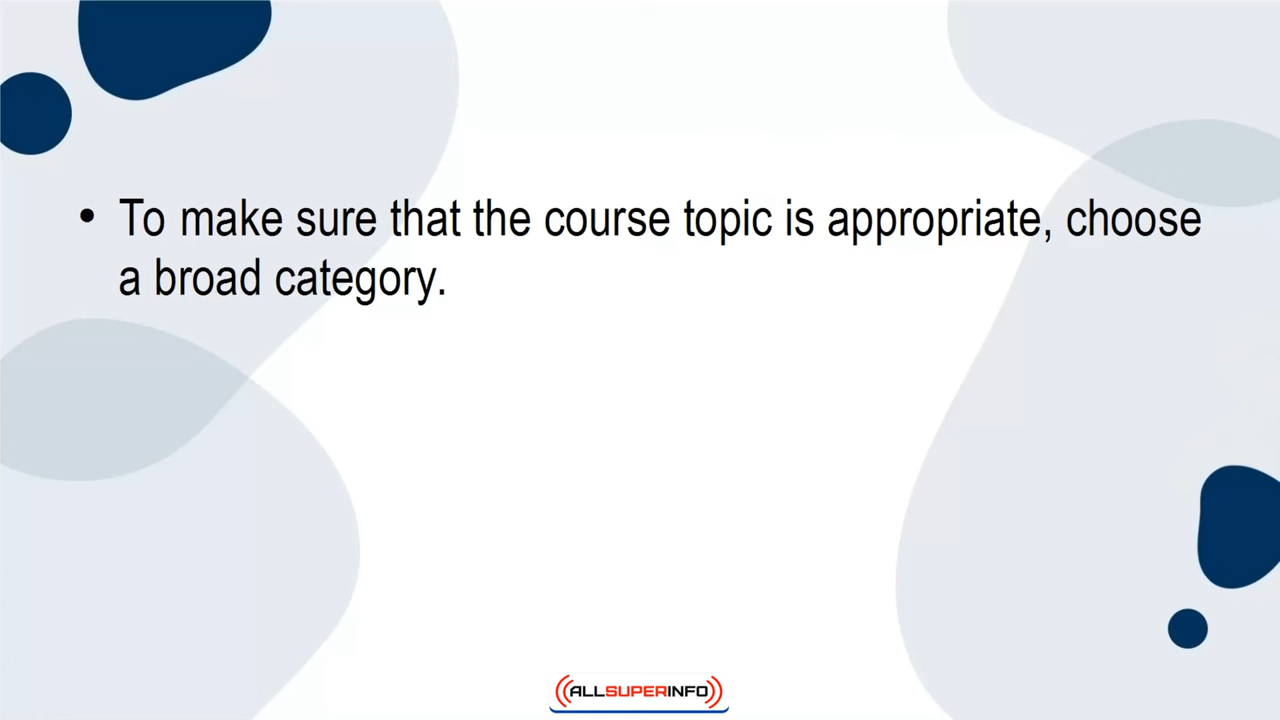 • To make sure that the course topic is appropriate, choose
a broad category.
ALLSUPERINFO